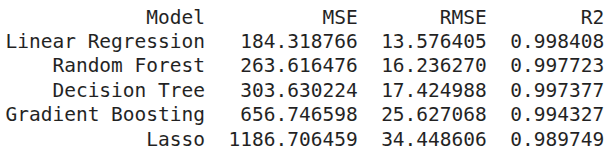 Model MSE RMSE R2
Linear Regression 184.318766 13.576405 0.998408
Random Forest 263.616476 16.236270 0.997723
Decision Tree 303.630224 17.424988 0.997377
Gradient Boosting 656.746598 25.627068 0.994327
Lasso 1186.706459 34.448606 0.989749